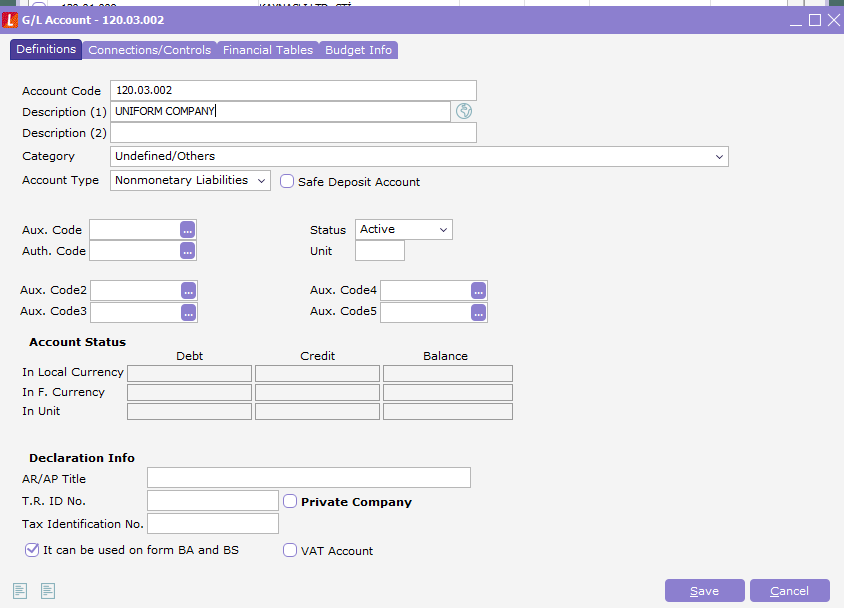 G/L Account - 120.03.002
Definitions Connections/Controls Financial Tables Budget Info
Account Code 120.03.002
Description (1) UNIFORM COMPANY
Description (2)
Category Undefined/Others
Account Type Nonmonetary Liabilities Safe Deposit Account
Aux. Code ... Status Active
Auth. Code ... Unit
Aux. Code2 ... Aux. Code4 ...
Aux. Code3 ... Aux. Code5 ...
Account Status
Debt Credit Balance
In Local Currency
In F. Currency
In Unit
Declaration Info
AR/AP Title
T.R. ID No. Private Company
Tax Identification No.
It can be used on form BA and BS VAT Account
Save Cancel